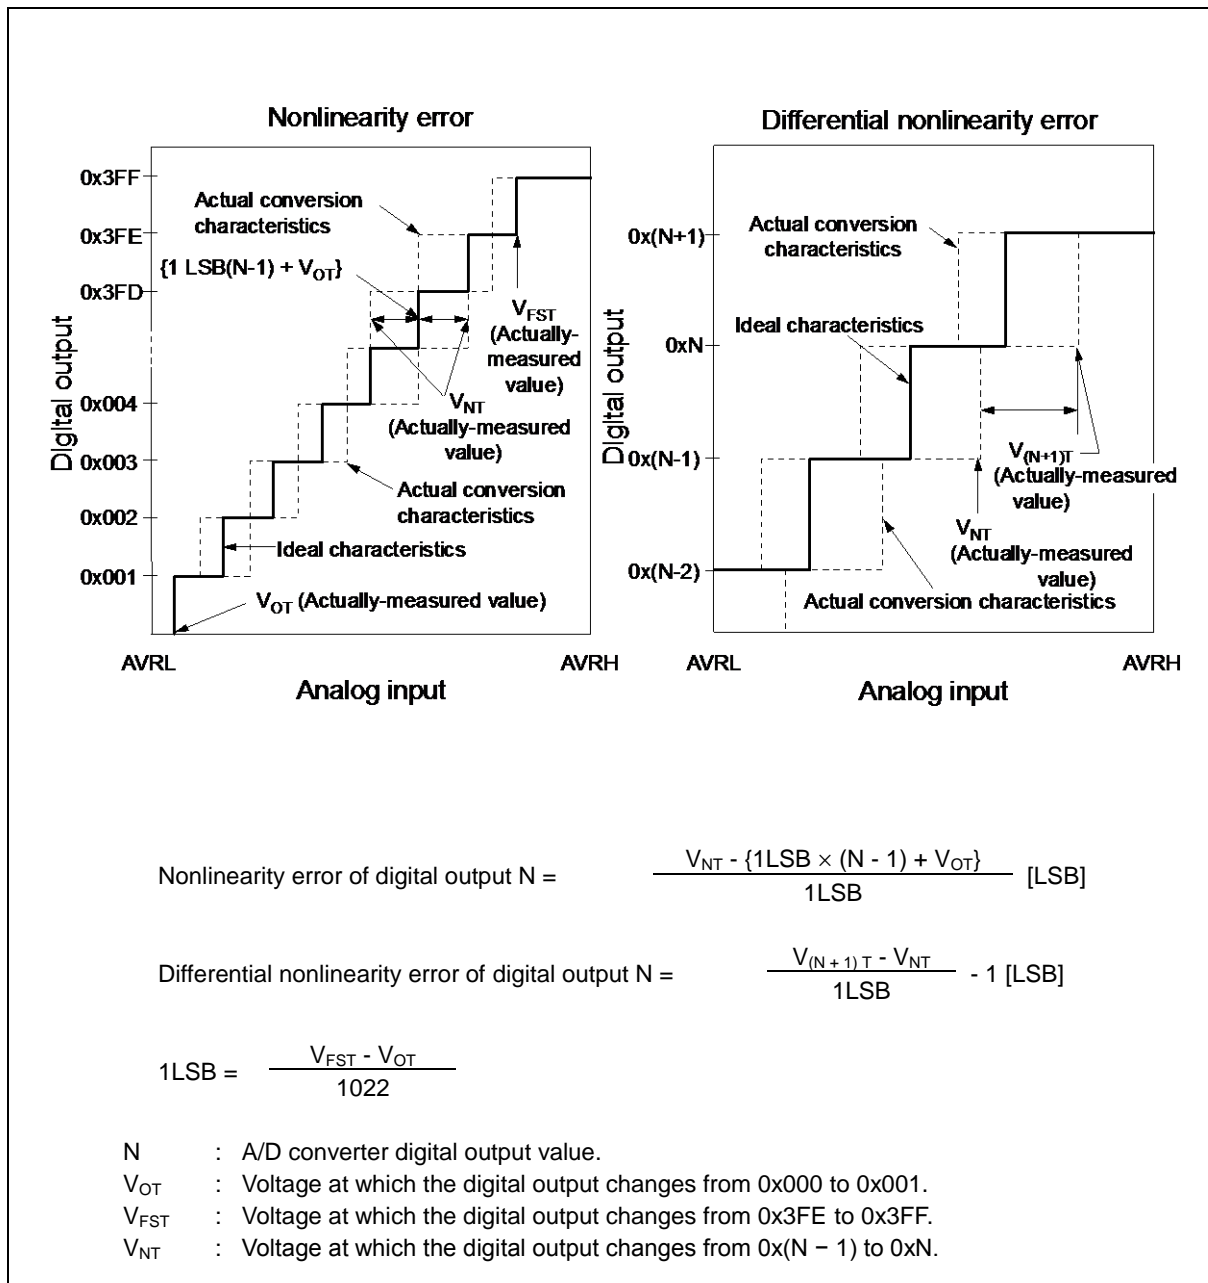 Nonlinearity error
0x3FF
0x3FE
0x3FD
0x004
0x003
0x002
0x001
Digital output
Actual conversion
characteristics
{1 LSB(N-1) + VOT}
VFST
(Actually-
measured
value)
VNT
(Actually-measured
value)
Actual conversion
characteristics
Ideal characteristics
VOT (Actually-measured value)
AVRL
AVRH
Analog input
Differential nonlinearity error
0x(N+1)
0xN
0x(N-1)
0x(N-2)
Digital output
Actual conversion
characteristics
Ideal characteristics
V(N+1)T
(Actually-measured
value)
VNT
(Actually-measured
value)
Actual conversion characteristics
AVRL
AVRH
Analog input
Nonlinearity error of digital output N =
VNT - {1LSB × (N - 1) + VOT}
1LSB
[LSB]
Differential nonlinearity error of digital output N =
V(N + 1) T - VNT
1LSB
- 1 [LSB]
1LSB =
VFST - VOT
1022
N : A/D converter digital output value.
VOT : Voltage at which the digital output changes from 0x000 to 0x001.
VFST : Voltage at which the digital output changes from 0x3FE to 0x3FF.
VNT : Voltage at which the digital output changes from 0x(N − 1) to 0xN.